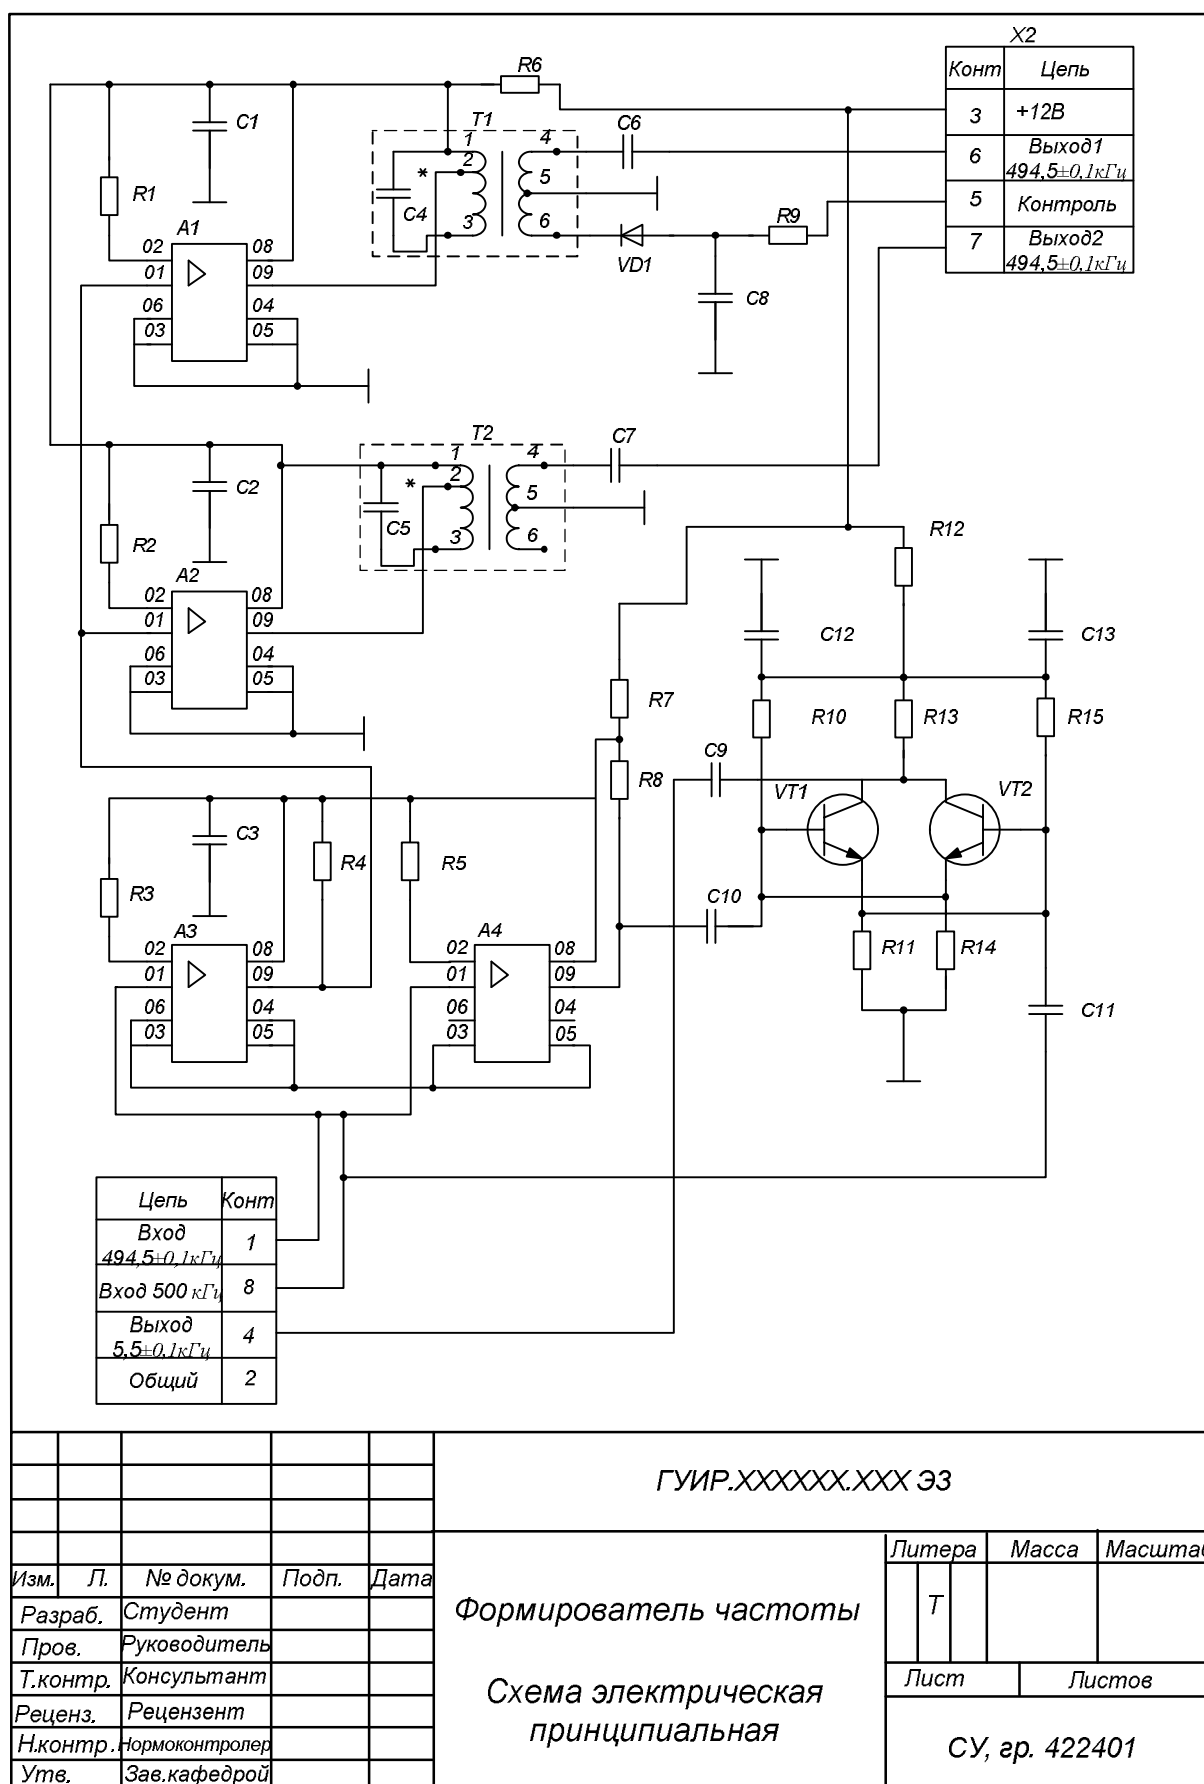 X2
Конт Цепь
3 +12В
6 Выход1
494,5±0,1кГц
5 Контроль
7 Выход2
494,5±0,1кГц
R6
C1
T1
C6
1
4
2
*
5
R1
C4
R9
A1
3
6
02
08
VD1
01
09
C8
06
04
03
05
T2
C7
1
4
2
C2
*
5
R12
R2
C5
3
6
A2
02
08
01
09
C12
C13
06
04
03
05
R7
R10
R13
R15
C9
R8
VT1
VT2
C3
R4
R5
R3
C10
A3
A4
02
08
02
08
R11
R14
01
09
01
09
06
04
06
04
C11
03
05
03
05
Цепь Конт
Вход
494,5±0,1кГц 1
Вход 500 кГц 8
Выход
5,5±0,1кГц 4
Общий 2
ГУИР.XXXXXX.XXX ЭЗ
Изм. Л. № докум. Подп. Дата
Разраб. Студент
Пров. Руководитель
Т.контр. Консультант
Реценз. Рецензент
Н.контр. Нормоконтролер
Утв. Зав.кафедрой
Формирователь частоты
Схема электрическая
принципиальная
Литера Масса Масштаб
Т
Лист Листов
СУ, гр. 422401